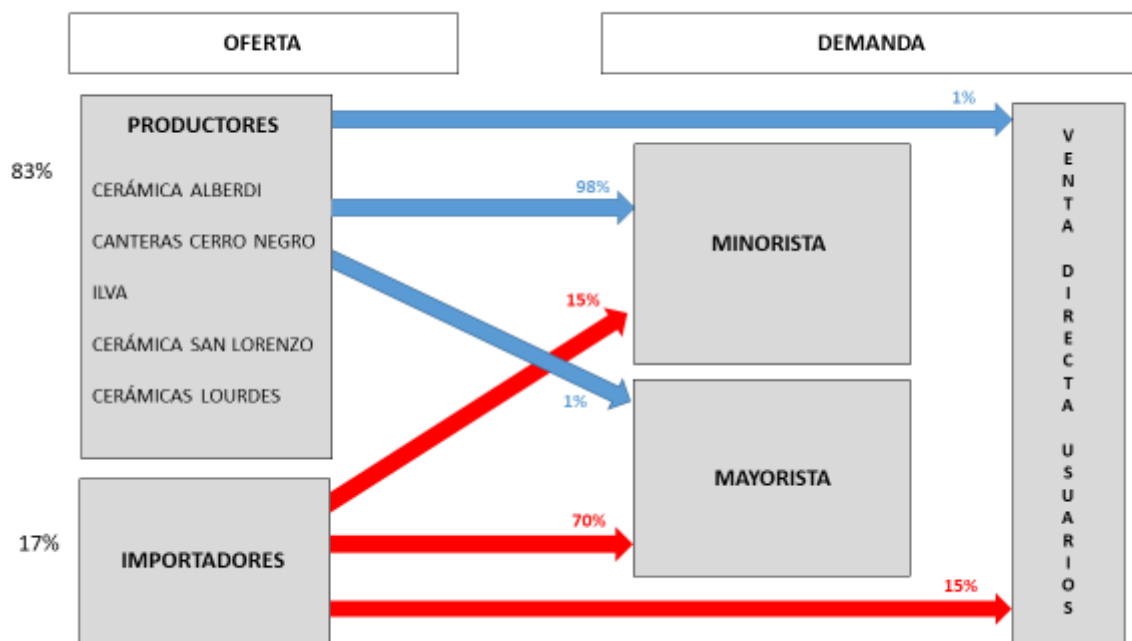 OFERTA
DEMANDA
PRODUCTORES
83%
CERÁMICA ALBERDI
CANTERAS CERRO NEGRO
ILVA
CERÁMICA SAN LORENZO
CERÁMICAS LOURDES
17%
IMPORTADORES
1%
98%
15%
1%
70%
15%
MINORISTA
MAYORISTA
VENTA DIRECTA USUARIOS